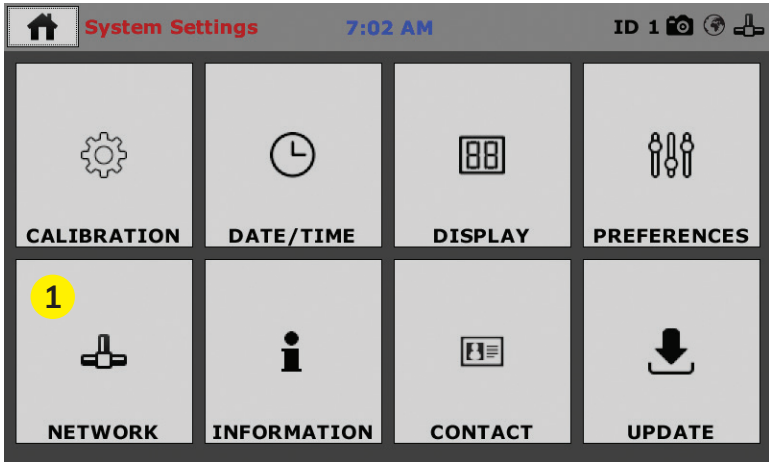 System Settings 7:02 AM ID 1
CALIBRATION DATE/TIME DISPLAY PREFERENCES
1
NETWORK INFORMATION CONTACT UPDATE